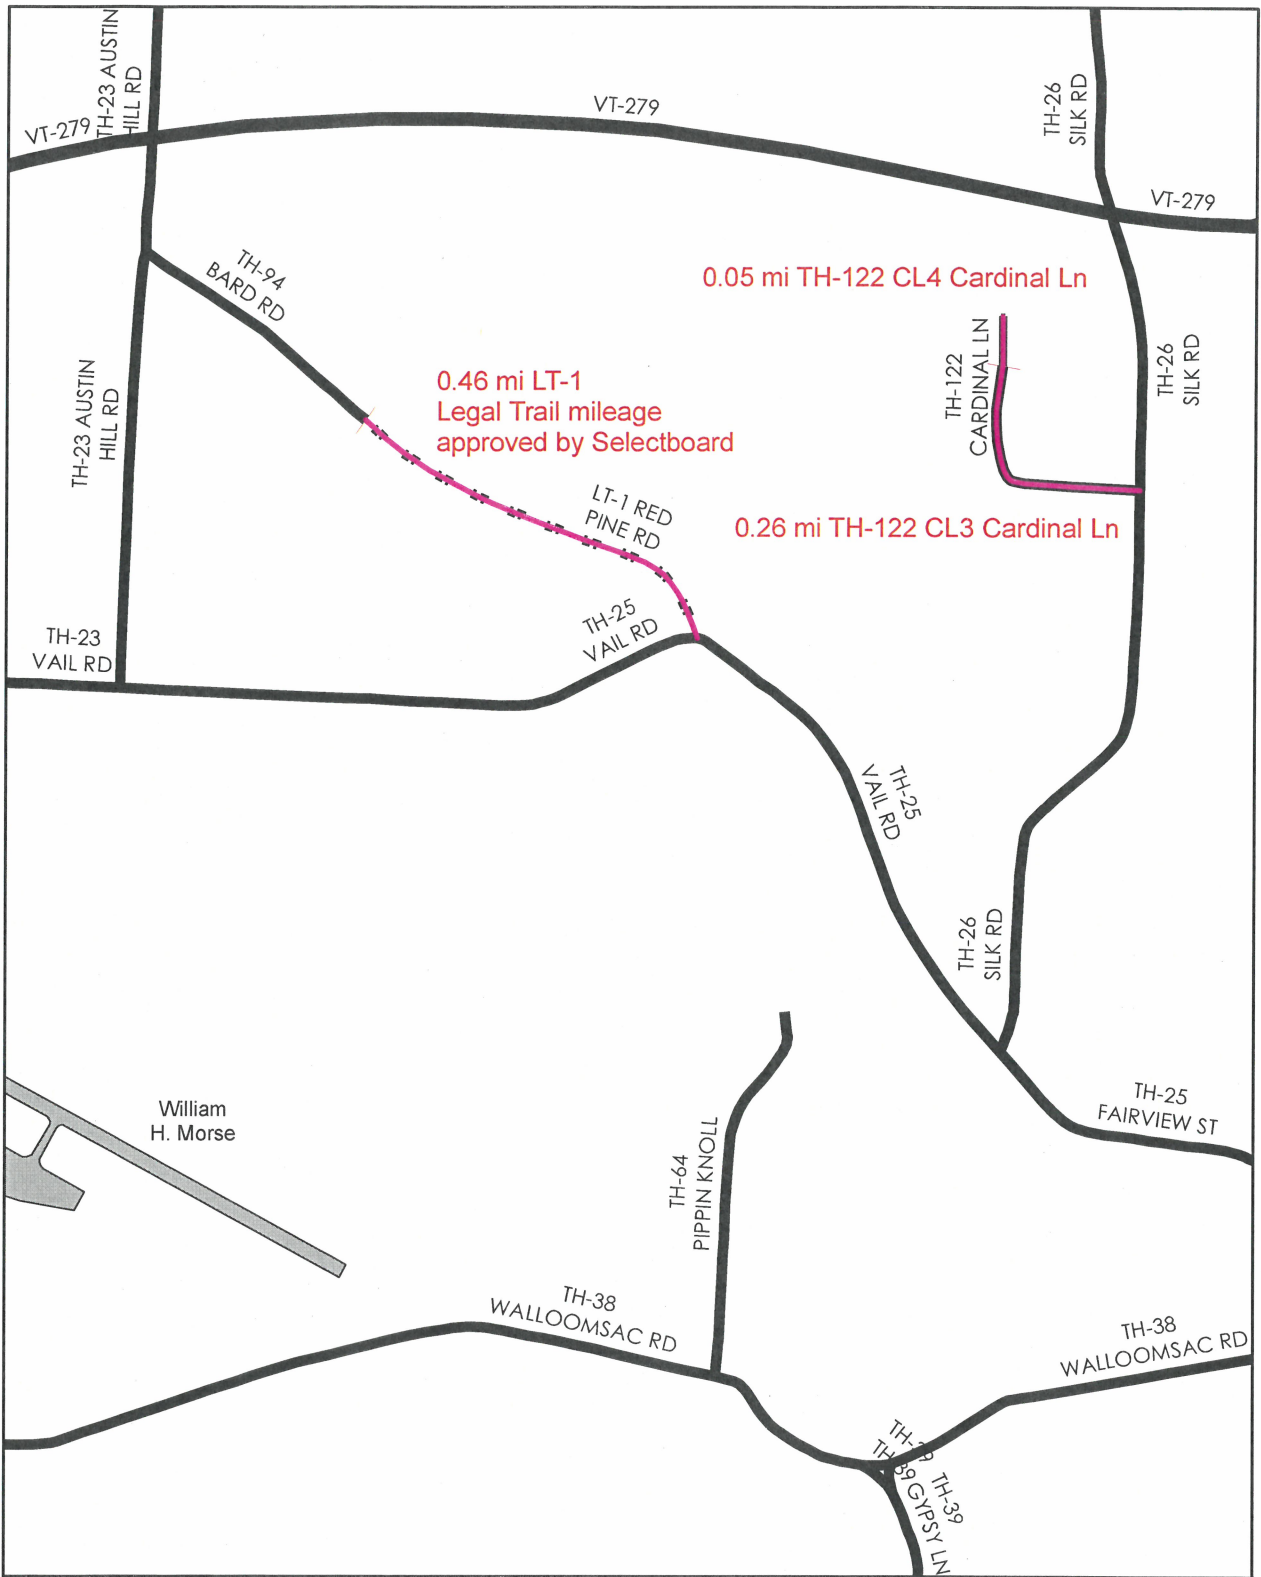 TH-23 AUSTIN
HILL RD
VT-279
VT-279
TH-26
SILK RD
VT-279
TH-94
BARD RD
0.05 mi TH-122 CL4 Cardinal Ln
TH-122
CARDINAL LN
TH-26
SILK RD
TH-23 AUSTIN
HILL RD
0.46 mi LT-1
Legal Trail mileage
approved by Selectboard
LT-1 RED
PINE RD
0.26 mi TH-122 CL3 Cardinal Ln
TH-23
VAIL RD
TH-25
VAIL RD
TH-25
VAIL RD
TH-26
SILK RD
William
H. Morse
TH-25
FAIRVIEW ST
TH-64
PIPPIN KNOLL
TH-38
WALLOOMSAC RD
TH-38
WALLOOMSAC RD
TH-39
TH-39
TH-39
GYPSY LN